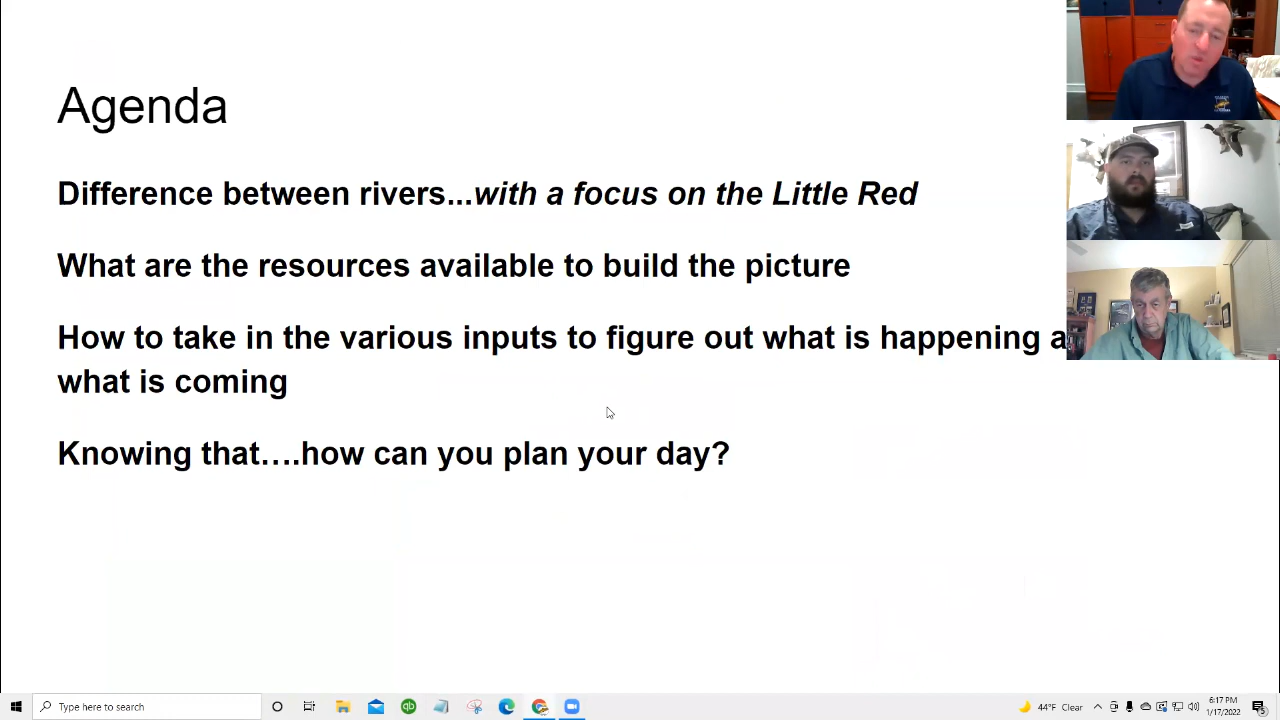 Agenda
Difference between rivers...with a focus on the Little Red
What are the resources available to build the picture
How to take in the various inputs to figure out what is happening a
what is coming
Knowing that….how can you plan your day?
Type here to search
44°F Clear
6:17 PM
1/17/2022